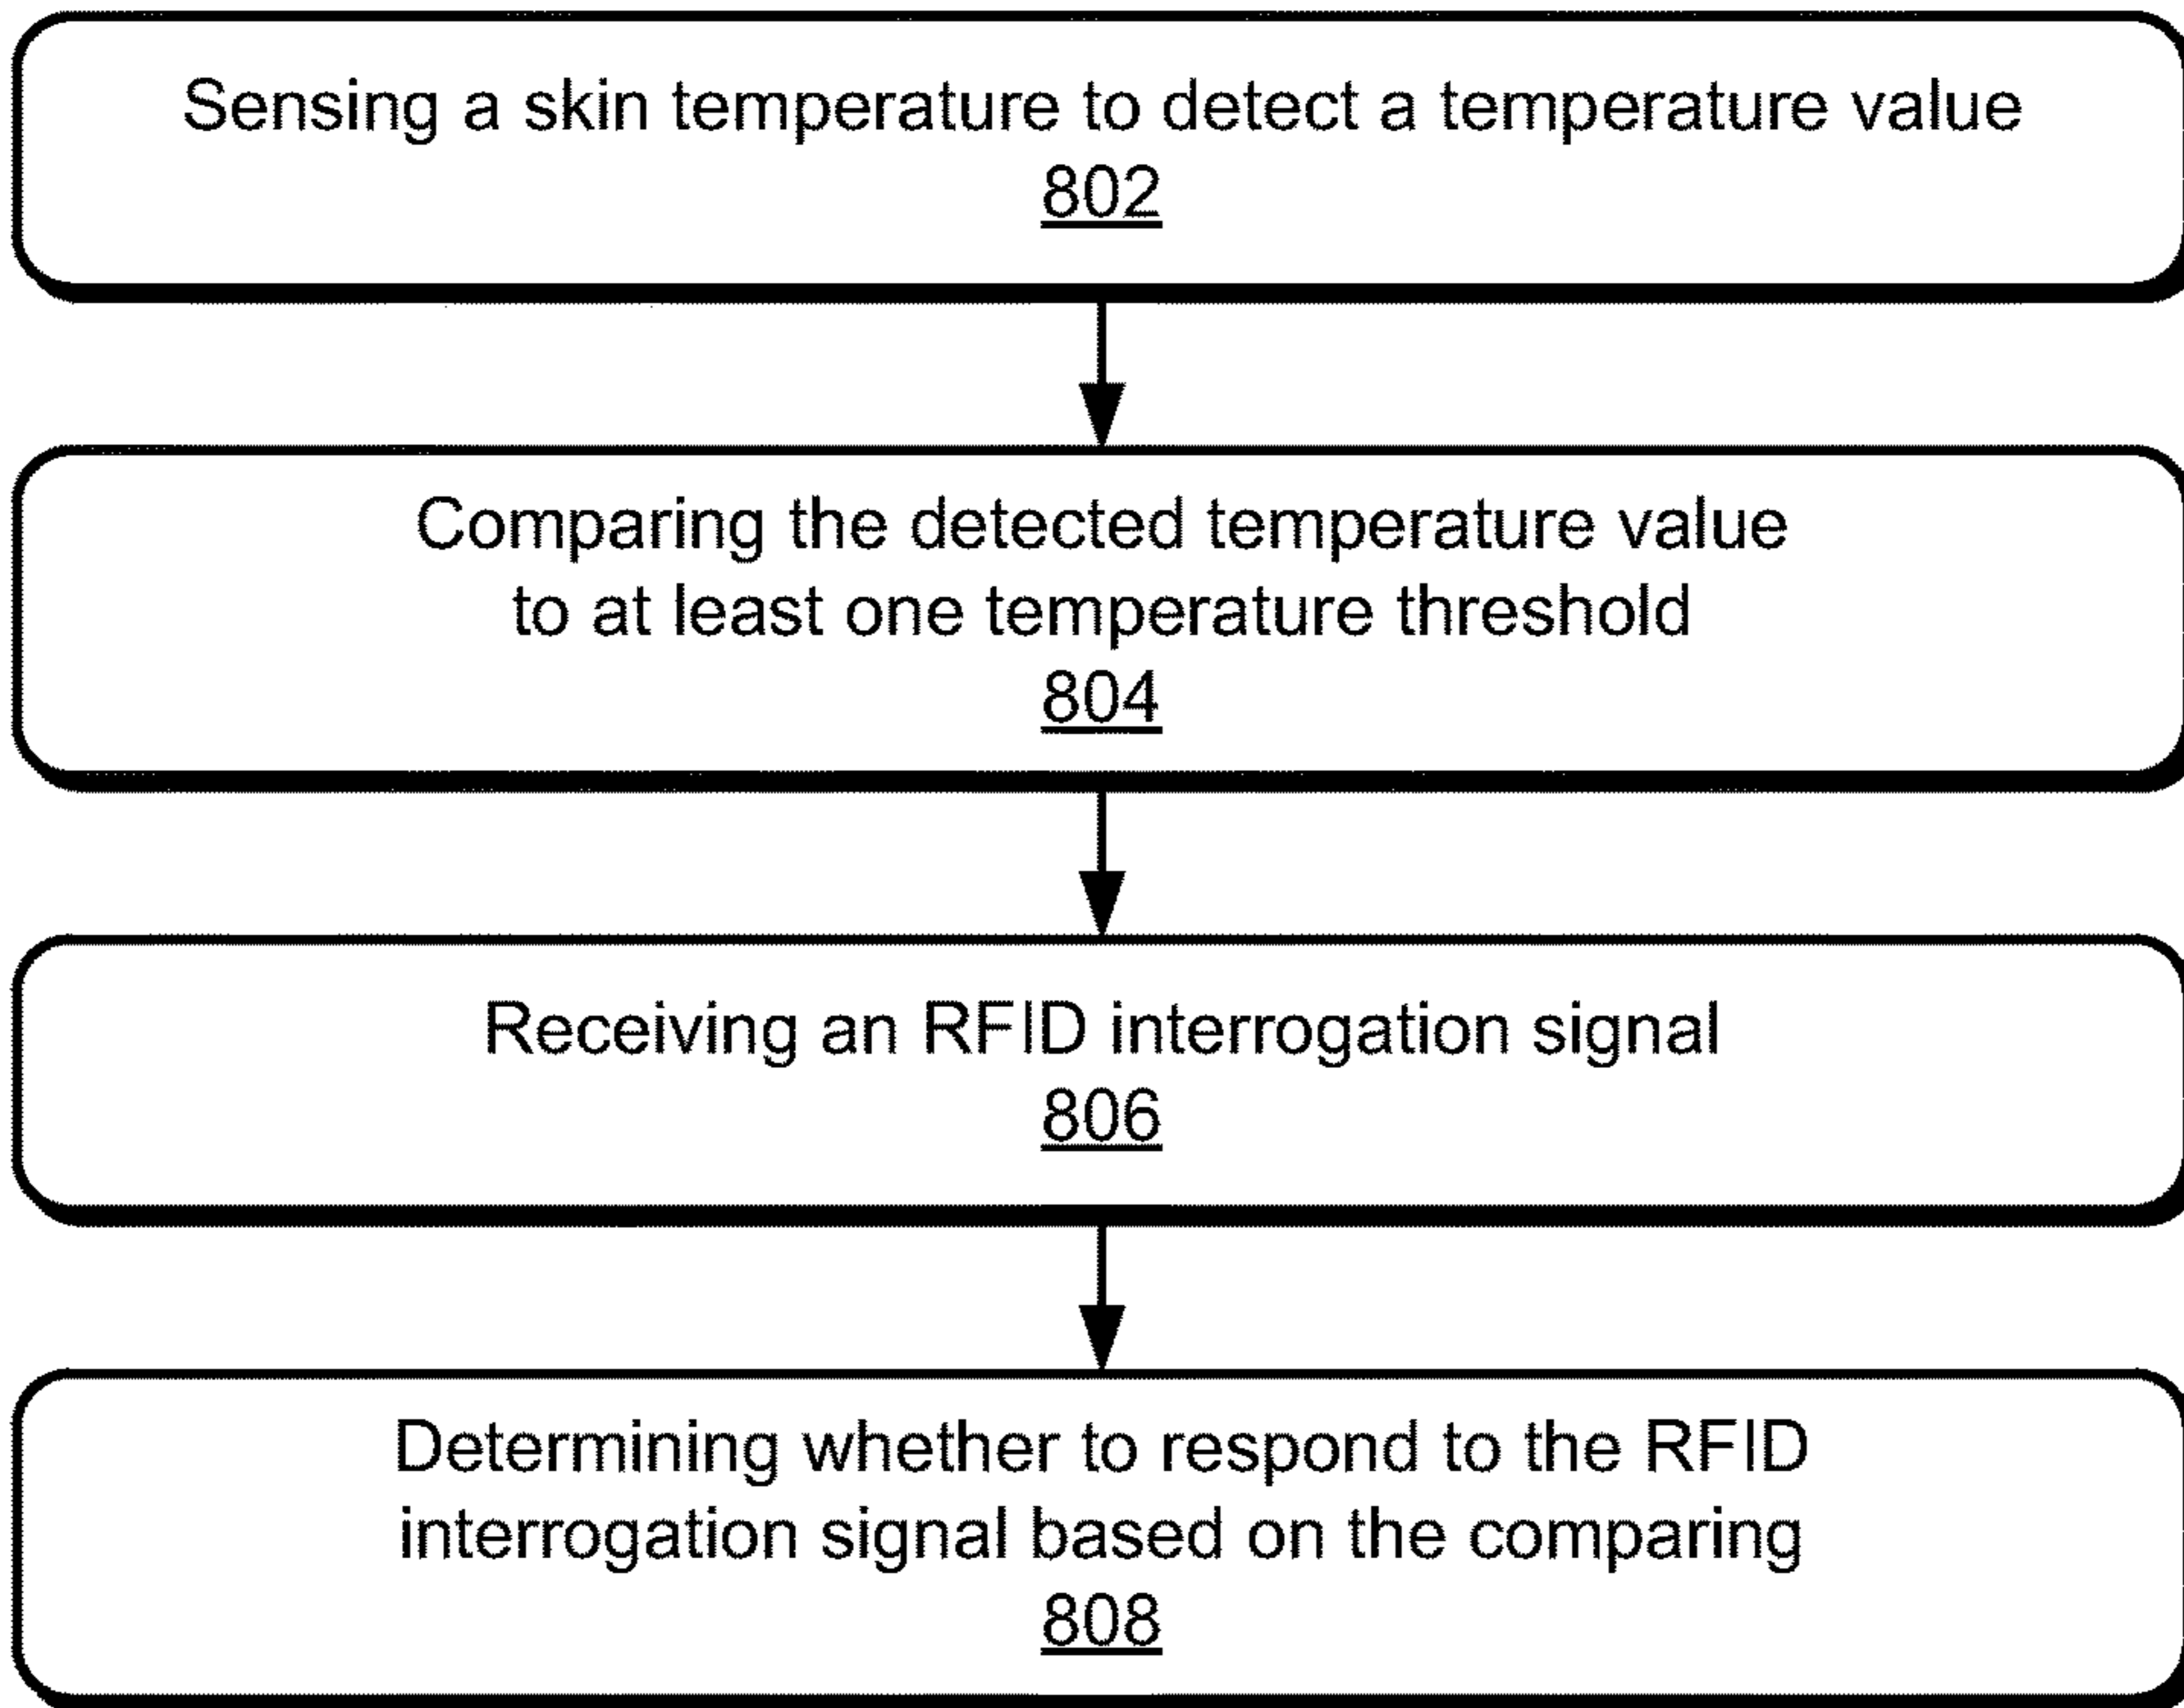 Sensing a skin temperature to detect a temperature value
802
Comparing the detected temperature value
to at least one temperature threshold
804
Receiving an RFID interrogation signal
806
Determining whether to respond to the RFID
interrogation signal based on the comparing
808